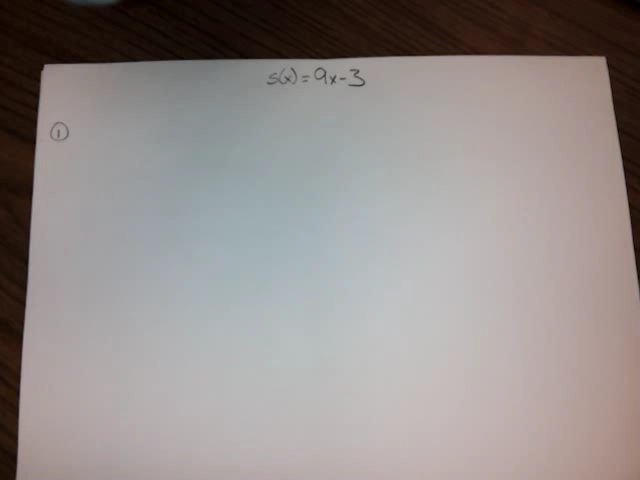 s(x) = 9x - 3
①